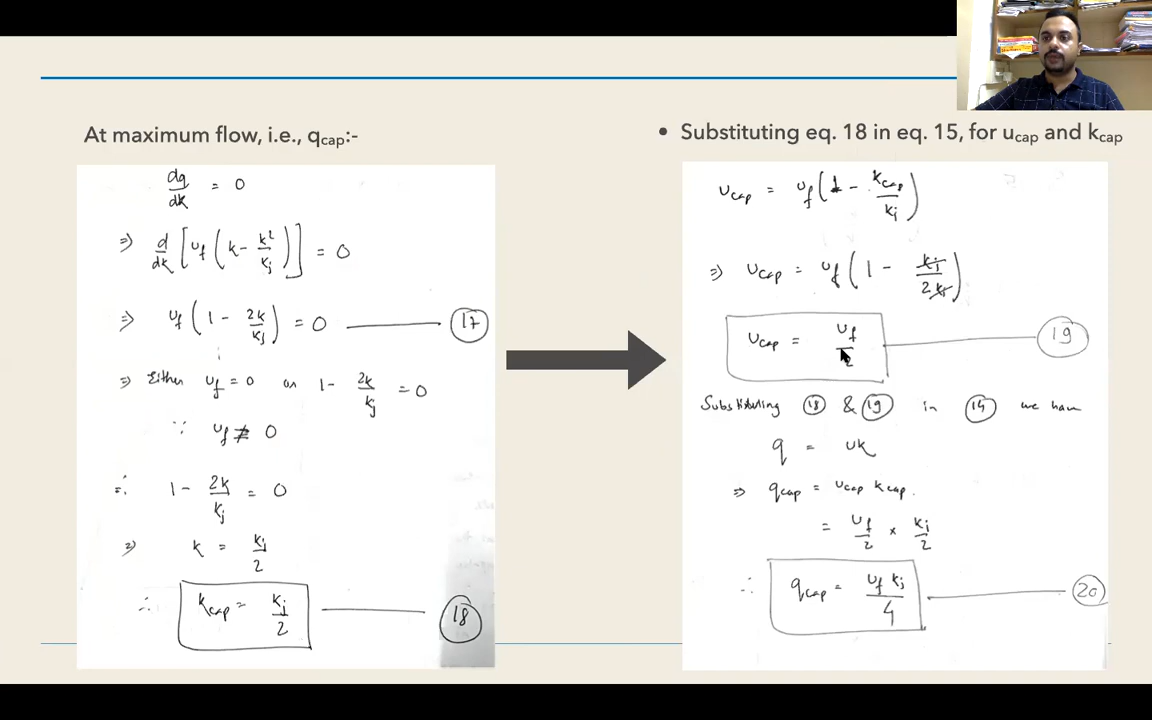 At maximum flow, i.e., qcap:-
dq/dk = 0
⇒ d/dk [uf (k − k²/kj)] = 0
⇒ uf (1 − 2k/kj) = 0 ——— 17
⇒ Either uf = 0 or 1 − 2k/kj = 0
∵ uf ≠ 0
∴ 1 − 2k/kj = 0
⇒ k = kj/2
∴ kcap = kj/2 ——— 18
• Substituting eq. 18 in eq. 15, for ucap and kcap
ucap = uf (1 − kcap/kj)
⇒ ucap = uf (1 − kj/2kj)
ucap = uf/2 ——— 19
Substituting 18 & 19 in 14 we have
q = uk
⇒ qcap = ucap kcap.
= uf/2 × kj/2
∴ qcap = uf kj/4 ——— 20